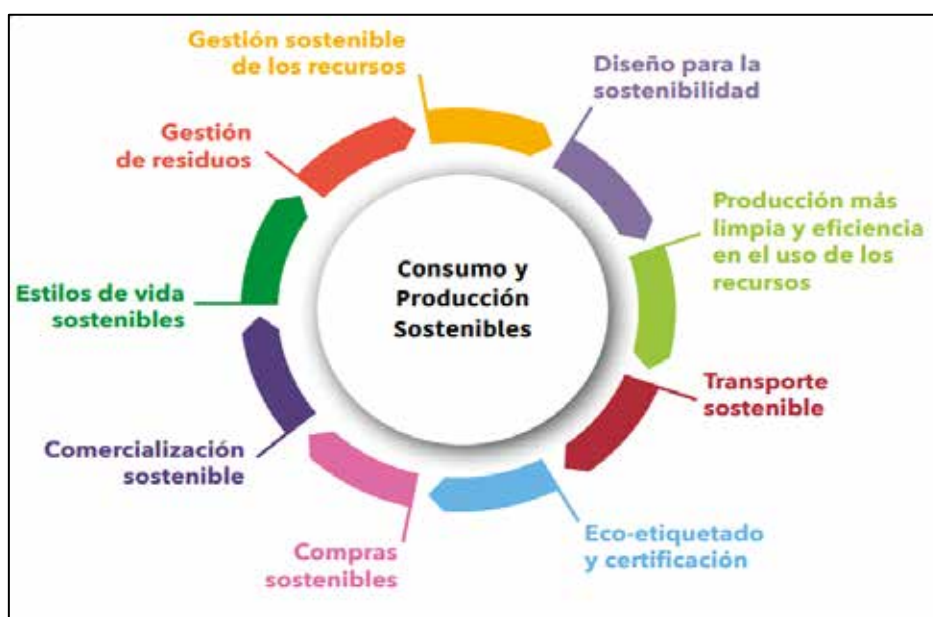 Gestión sostenible
de los recursos
Diseño para la
sostenibilidad
Producción más
limpia y eficiencia
en el uso de los
recursos
Transporte
sostenible
Eco-etiquetado
y certificación
Compras
sostenibles
Comercialización
sostenible
Estilos de vida
sostenibles
Gestión
de residuos
Consumo y
Producción
Sostenibles